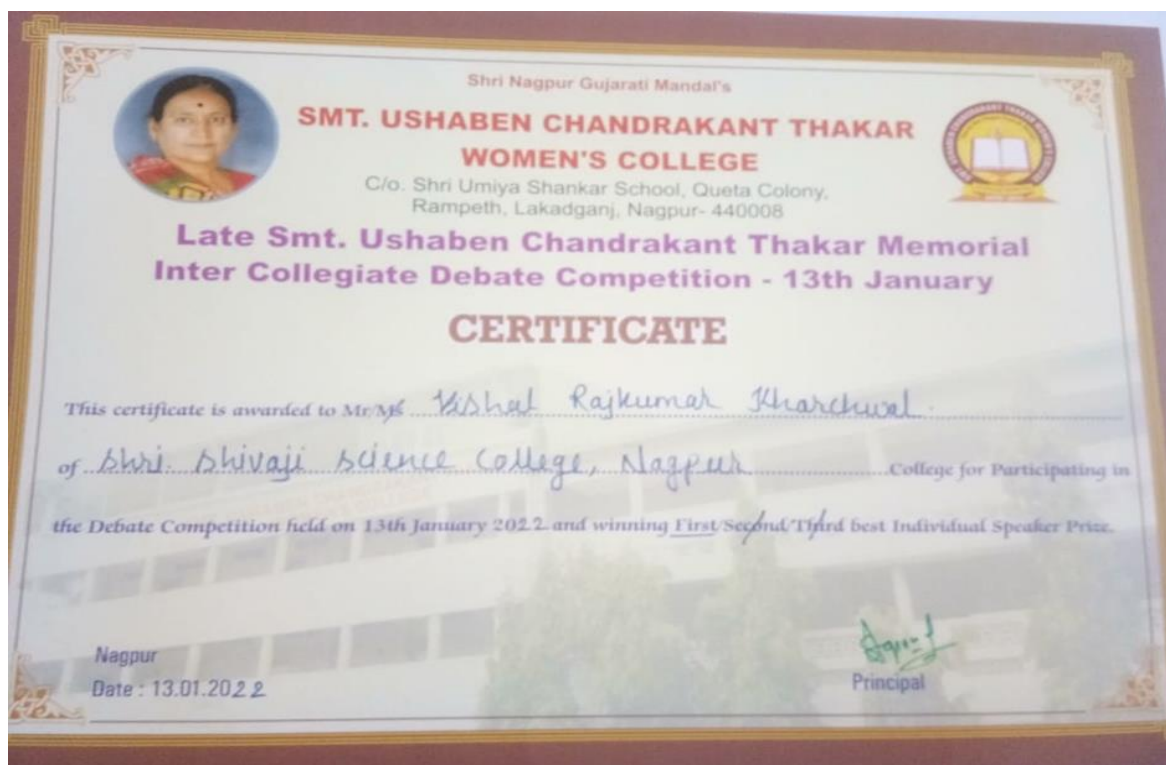 Shri Nagpur Gujarati Mandal's
SMT. USHABEN CHANDRAKANT THAKAR
WOMEN'S COLLEGE
C/o. Shri Umiya Shankar School, Queta Colony,
Rampeth, Lakadganj, Nagpur- 440008
Late Smt. Ushaben Chandrakant Thakar Memorial
Inter Collegiate Debate Competition - 13th January
CERTIFICATE
This certificate is awarded to Mr/Ms Vishal Rajkumar Kharchwal.
of Shri. Shivaji Science College, Nagpur College for Participating in
the Debate Competition held on 13th January 2022 and winning First/Second/Third best Individual Speaker Prize.
Nagpur
Date : 13.01.2022
Principal